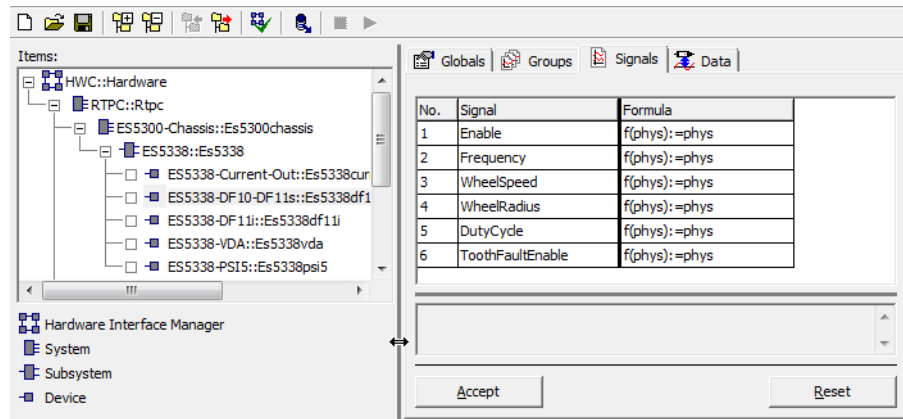 Items:
HWC::Hardware
RTPC::Rtpc
ES5300-Chassis::Es5300chassis
ES5338::Es5338
ES5338-Current-Out::Es5338cur
ES5338-DF10-DF11s::Es5338df1
ES5338-DF11i::Es5338df11i
ES5338-VDA::Es5338vda
ES5338-PSI5::Es5338psi5
Hardware Interface Manager
System
Subsystem
Device
Globals Groups Signals Data
No. Signal Formula
1 Enable f(phys):=phys
2 Frequency f(phys):=phys
3 WheelSpeed f(phys):=phys
4 WheelRadius f(phys):=phys
5 DutyCycle f(phys):=phys
6 ToothFaultEnable f(phys):=phys
Accept Reset